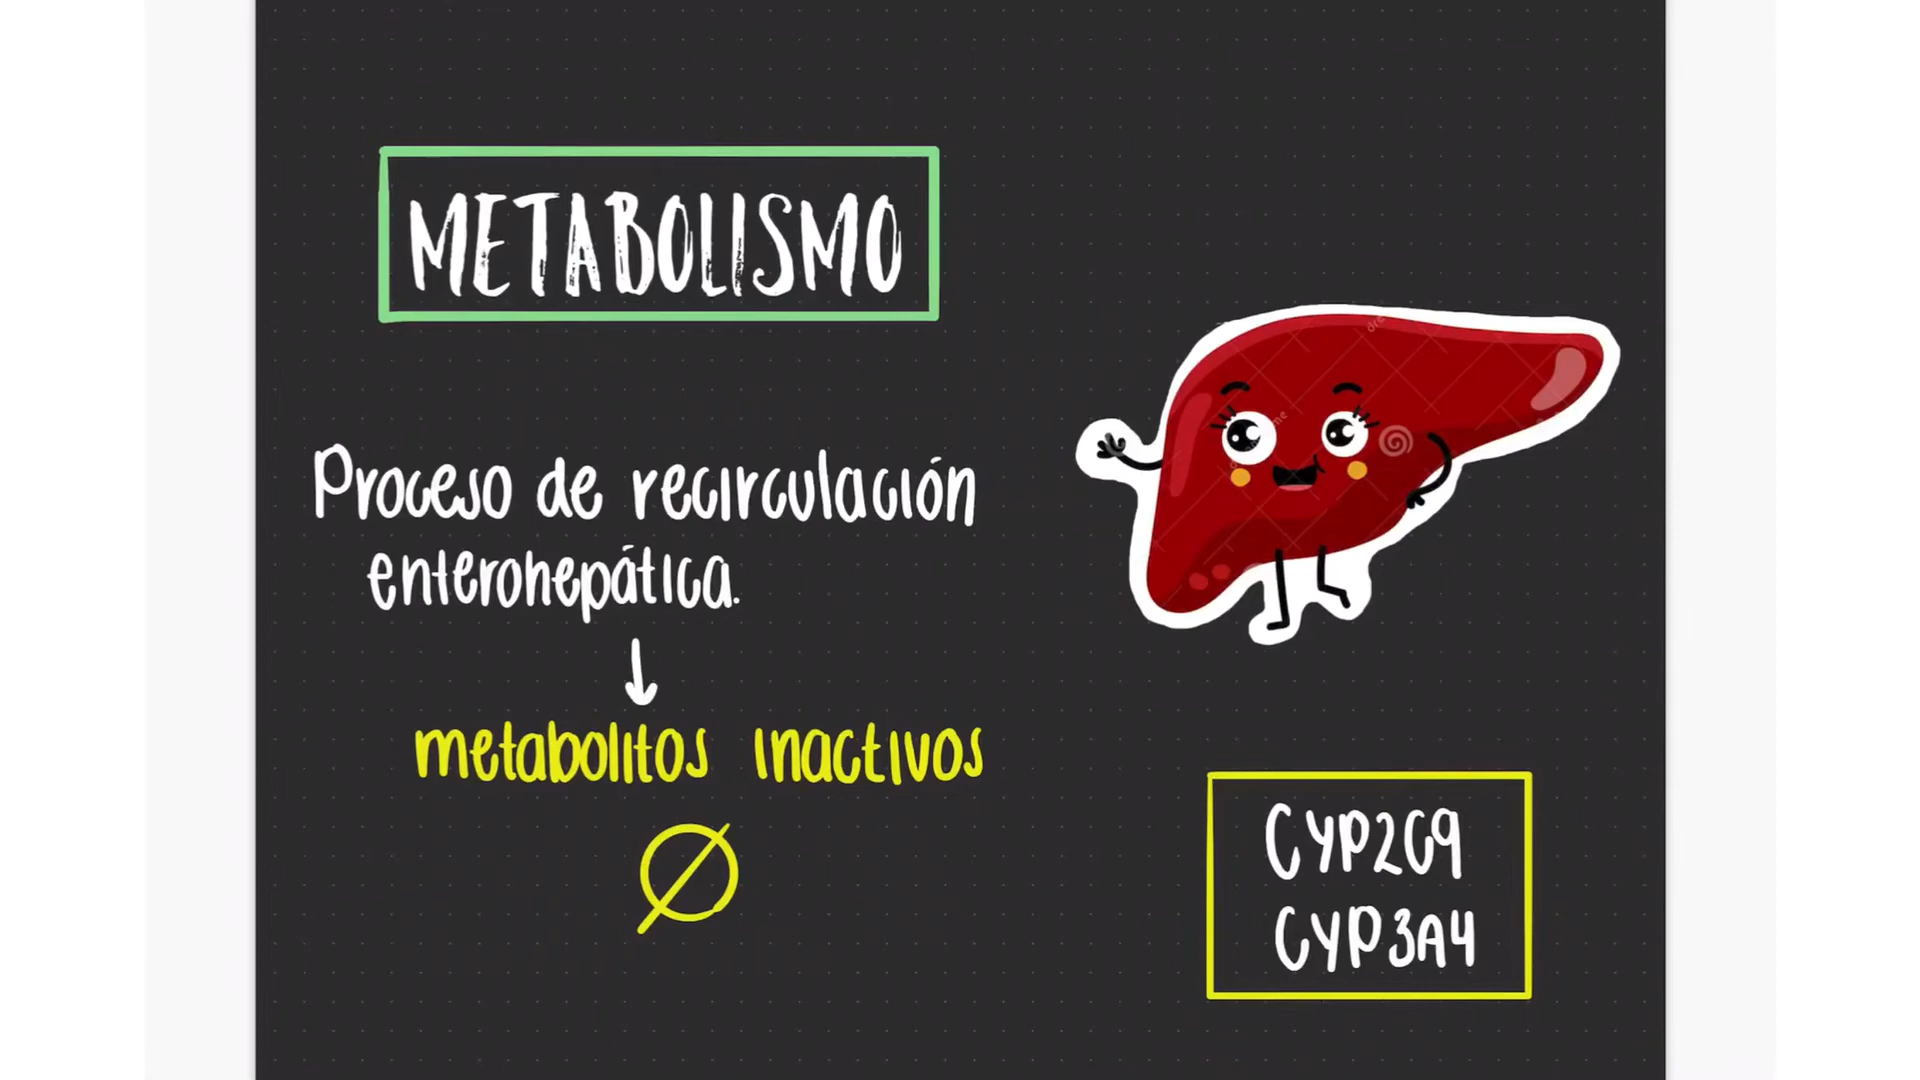 METABOLISMO
Proceso de recirculación
enterohepática.
↓
metabolitos inactivos
Ø
CYP2C9
CYP3A4